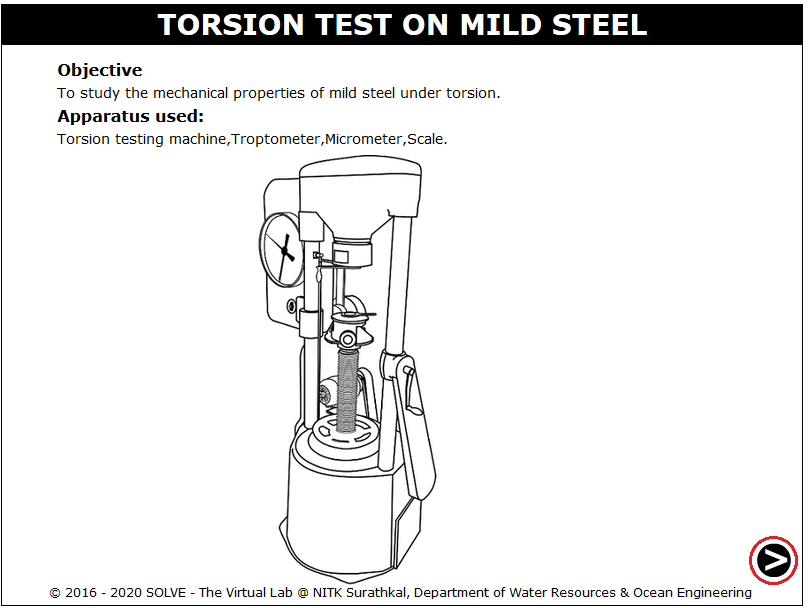 TORSION TEST ON MILD STEEL
Objective
To study the mechanical properties of mild steel under torsion.
Apparatus used:
Torsion testing machine,Troptometer,Micrometer,Scale.
© 2016 - 2020 SOLVE - The Virtual Lab @ NITK Surathkal, Department of Water Resources & Ocean Engineering